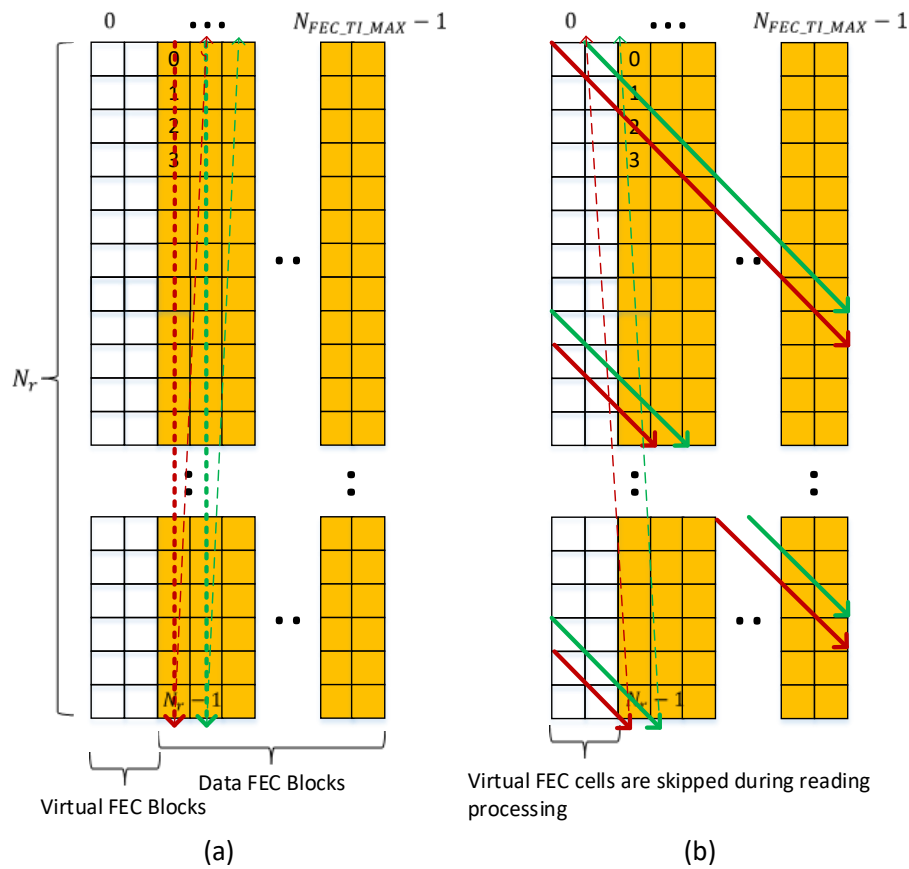 0 ••• N_{FEC_TI_MAX} − 1
0
1
2
3
N_r
N_r − 1
Data FEC Blocks
Virtual FEC Blocks
(a)
0 ••• N_{FEC_TI_MAX} − 1
0
1
2
3
N_r − 1
Virtual FEC cells are skipped during reading
processing
(b)